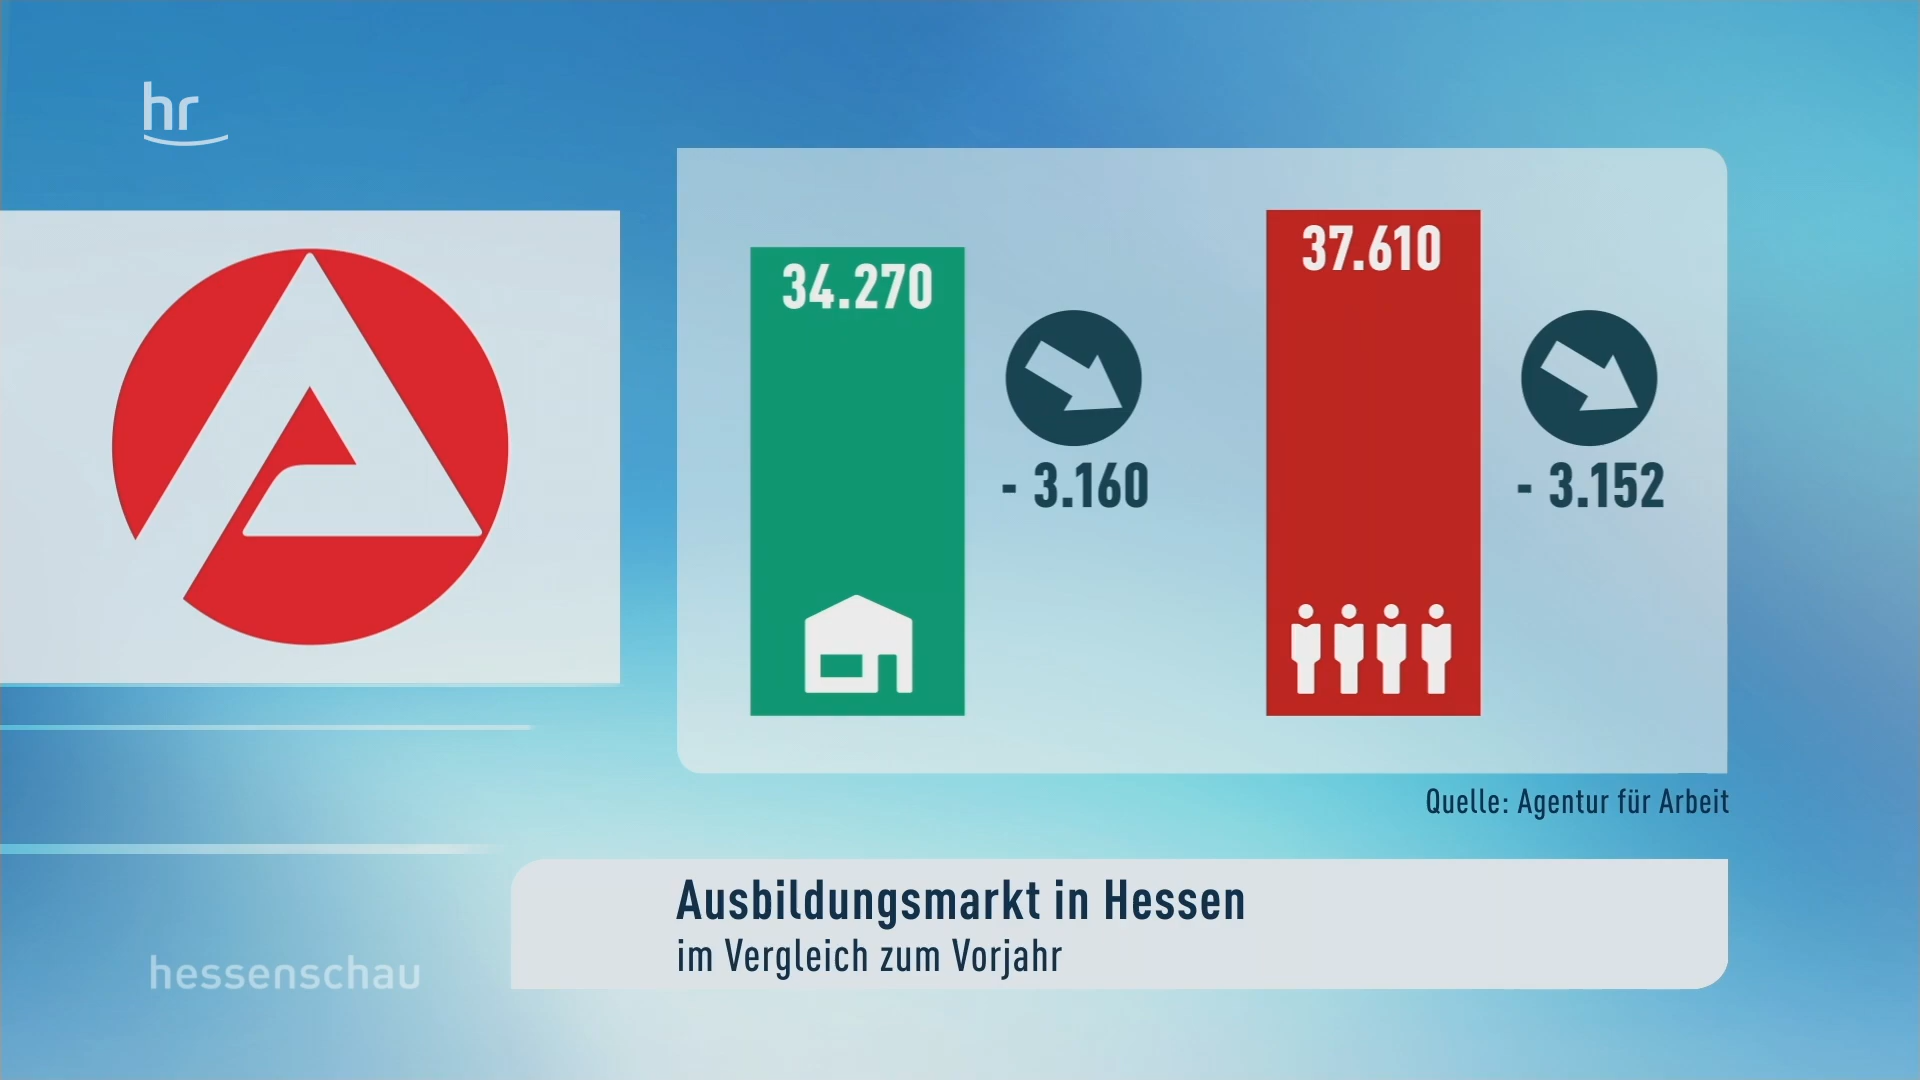 hr
34.270
- 3.160
37.610
- 3.152
Quelle: Agentur für Arbeit
Ausbildungsmarkt in Hessen
im Vergleich zum Vorjahr
hessenschau